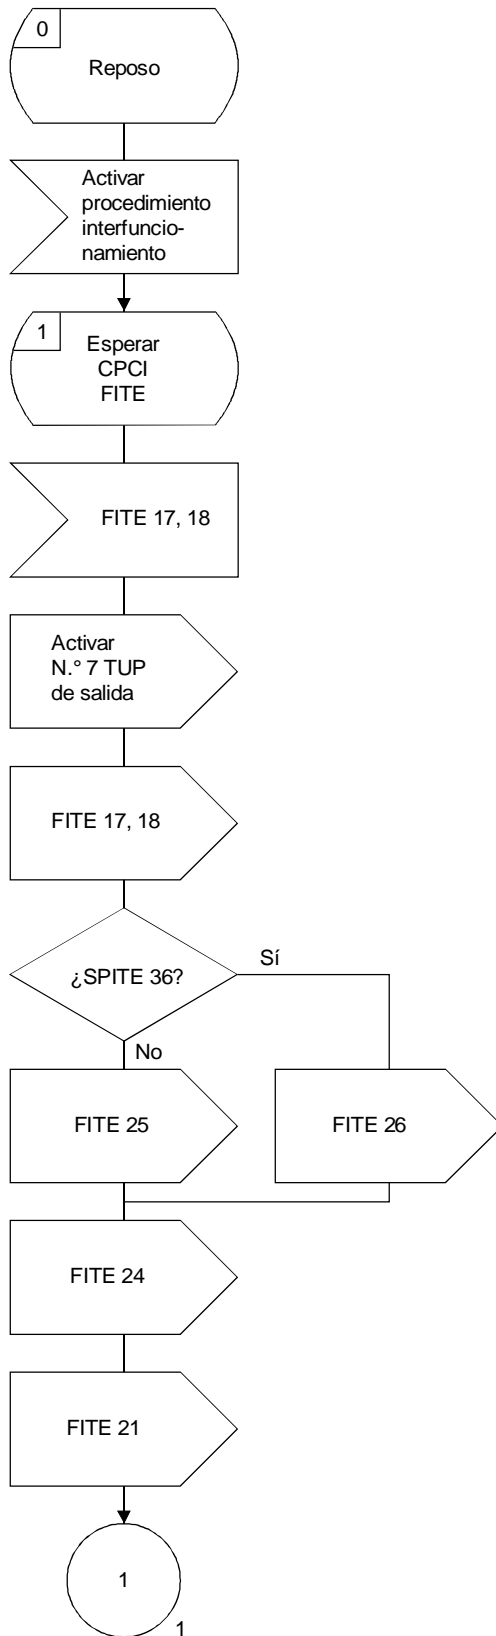 0
Reposo
Activar
procedimiento
interfuncio-
namiento
1
Esperar
CPCI
FITE
FITE 17, 18
Activar
N.° 7 TUP
de salida
FITE 17, 18
¿SPITE 36?
Sí
No
FITE 25
FITE 26
FITE 24
FITE 21
1
1